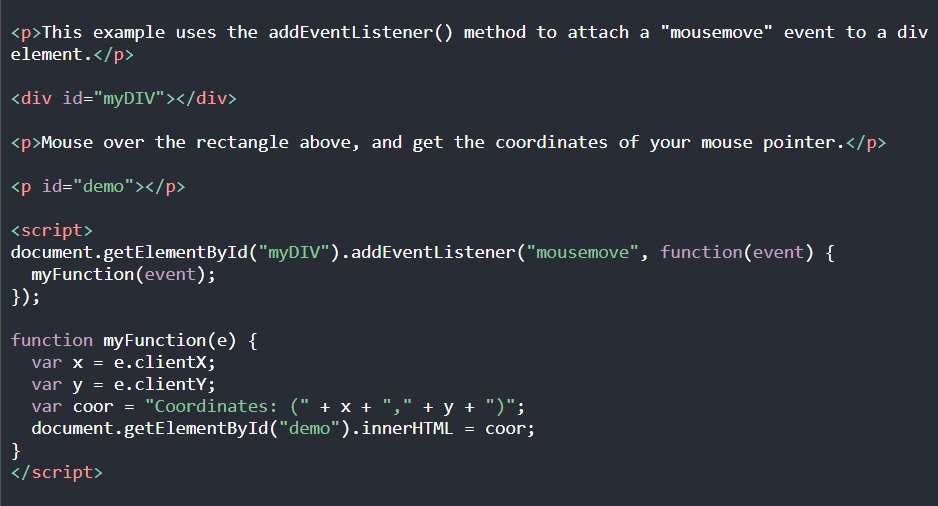 <p>This example uses the addEventListener() method to attach a "mousemove" event to a div
element.</p>
<div id="myDIV"></div>
<p>Mouse over the rectangle above, and get the coordinates of your mouse pointer.</p>
<p id="demo"></p>
<script>
document.getElementById("myDIV").addEventListener("mousemove", function(event) {
  myFunction(event);
});
function myFunction(e) {
  var x = e.clientX;
  var y = e.clientY;
  var coor = "Coordinates: (" + x + "," + y + ")";
  document.getElementById("demo").innerHTML = coor;
}
</script>